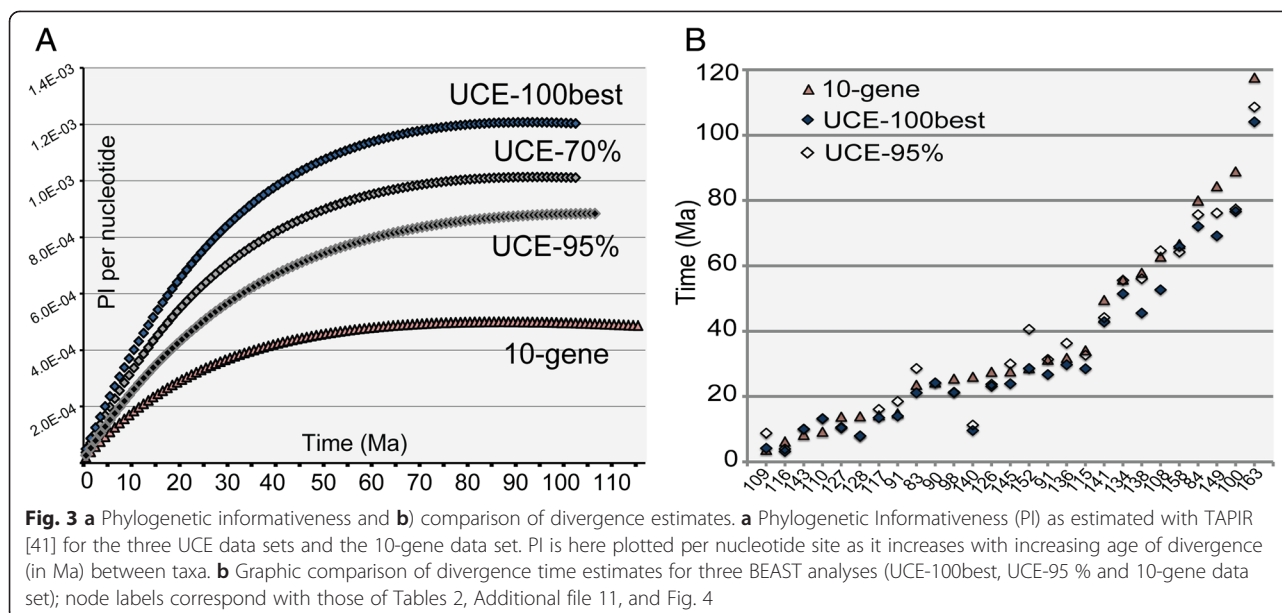 A
1.4E-03
1.2E-03
1.0E-03
8.0E-04
6.0E-04
4.0E-04
2.0E-04
PI per nucleotide
UCE-100best
UCE-70%
UCE-95%
10-gene
Time (Ma)
0 10 20 30 40 50 60 70 80 90 100 110
B
120
100
80
60
40
20
0
Time (Ma)
10-gene
UCE-100best
UCE-95%
109 116 143 110 127 128 117 91 83 90 98 140 126 145 152 91 136 115 141 134 138 108 158 84 149 100 163
Fig. 3 a Phylogenetic informativeness and b) comparison of divergence estimates. a Phylogenetic Informativeness (PI) as estimated with TAPIR
[41] for the three UCE data sets and the 10-gene data set. PI is here plotted per nucleotide site as it increases with increasing age of divergence
(in Ma) between taxa. b Graphic comparison of divergence time estimates for three BEAST analyses (UCE-100best, UCE-95 % and 10-gene data
set); node labels correspond with those of Tables 2, Additional file 11, and Fig. 4